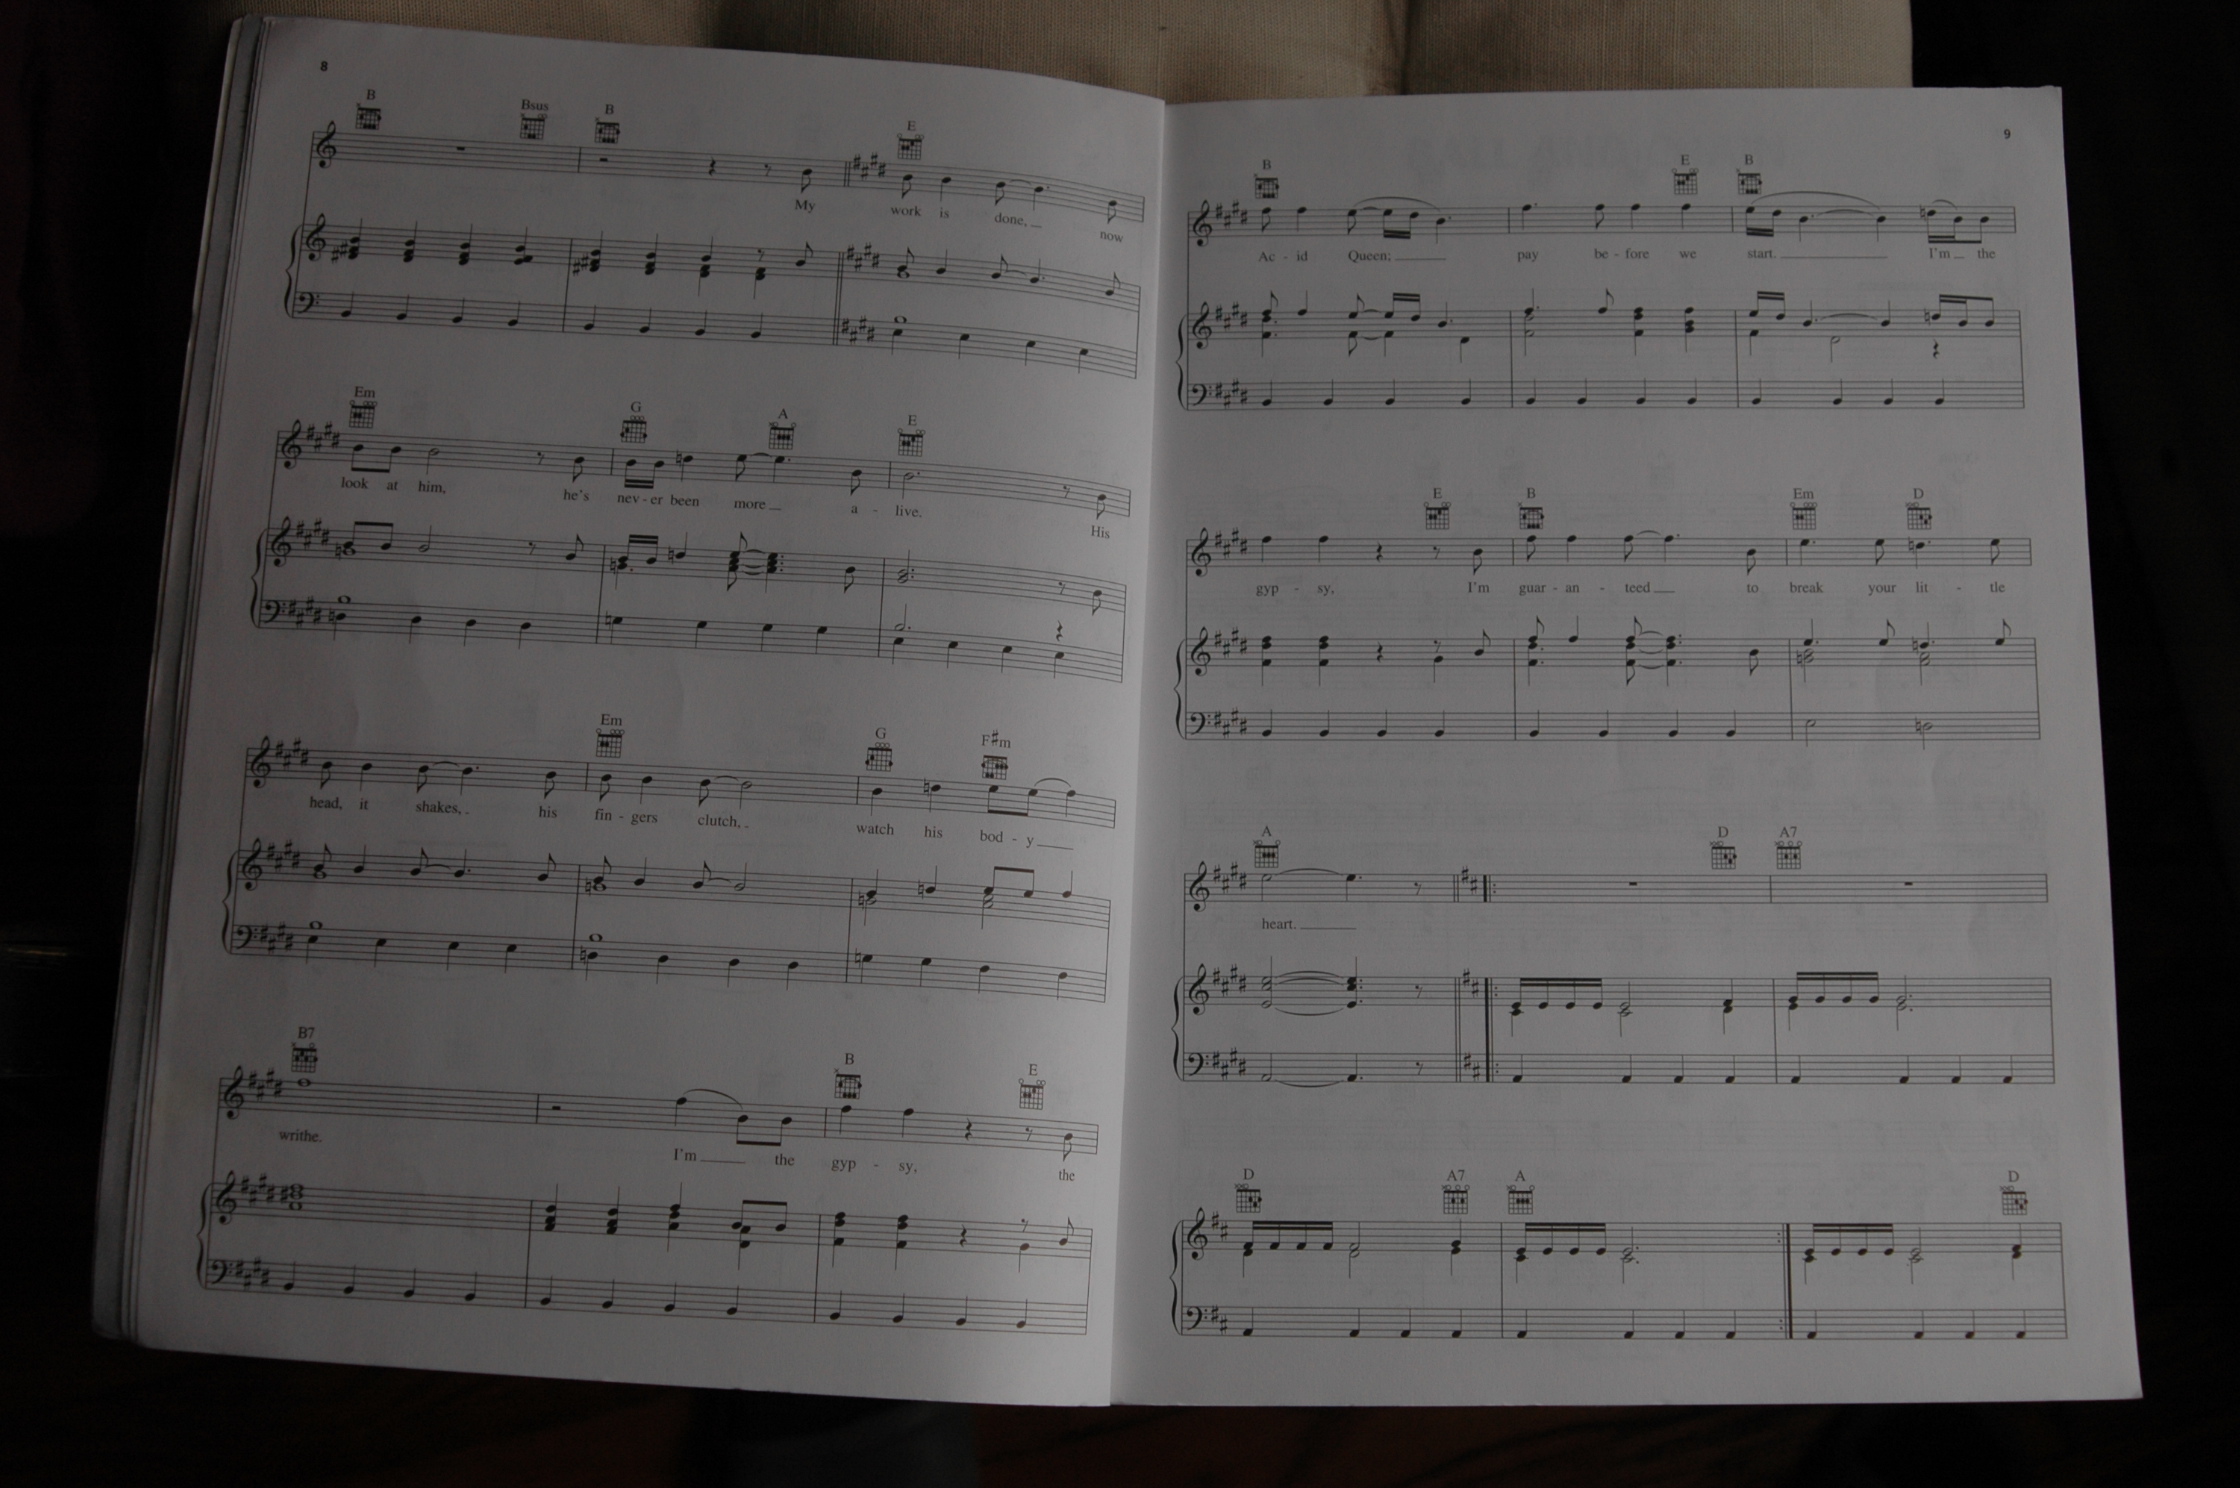 8
B Bsus B E
My work is done, now
Em G A E
look at him, he's nev - er been more a - live. His
Em G F#m
head, it shakes, his fin - gers clutch, watch his bod - y
B7 B E
writhe. I'm the gyp - sy, the
9
B E B
Ac - id Queen; pay be - fore we start. I'm the
E B Em D
gyp - sy, I'm guar - an - teed to break your lit - tle
A D A7
heart.
D A7 A D